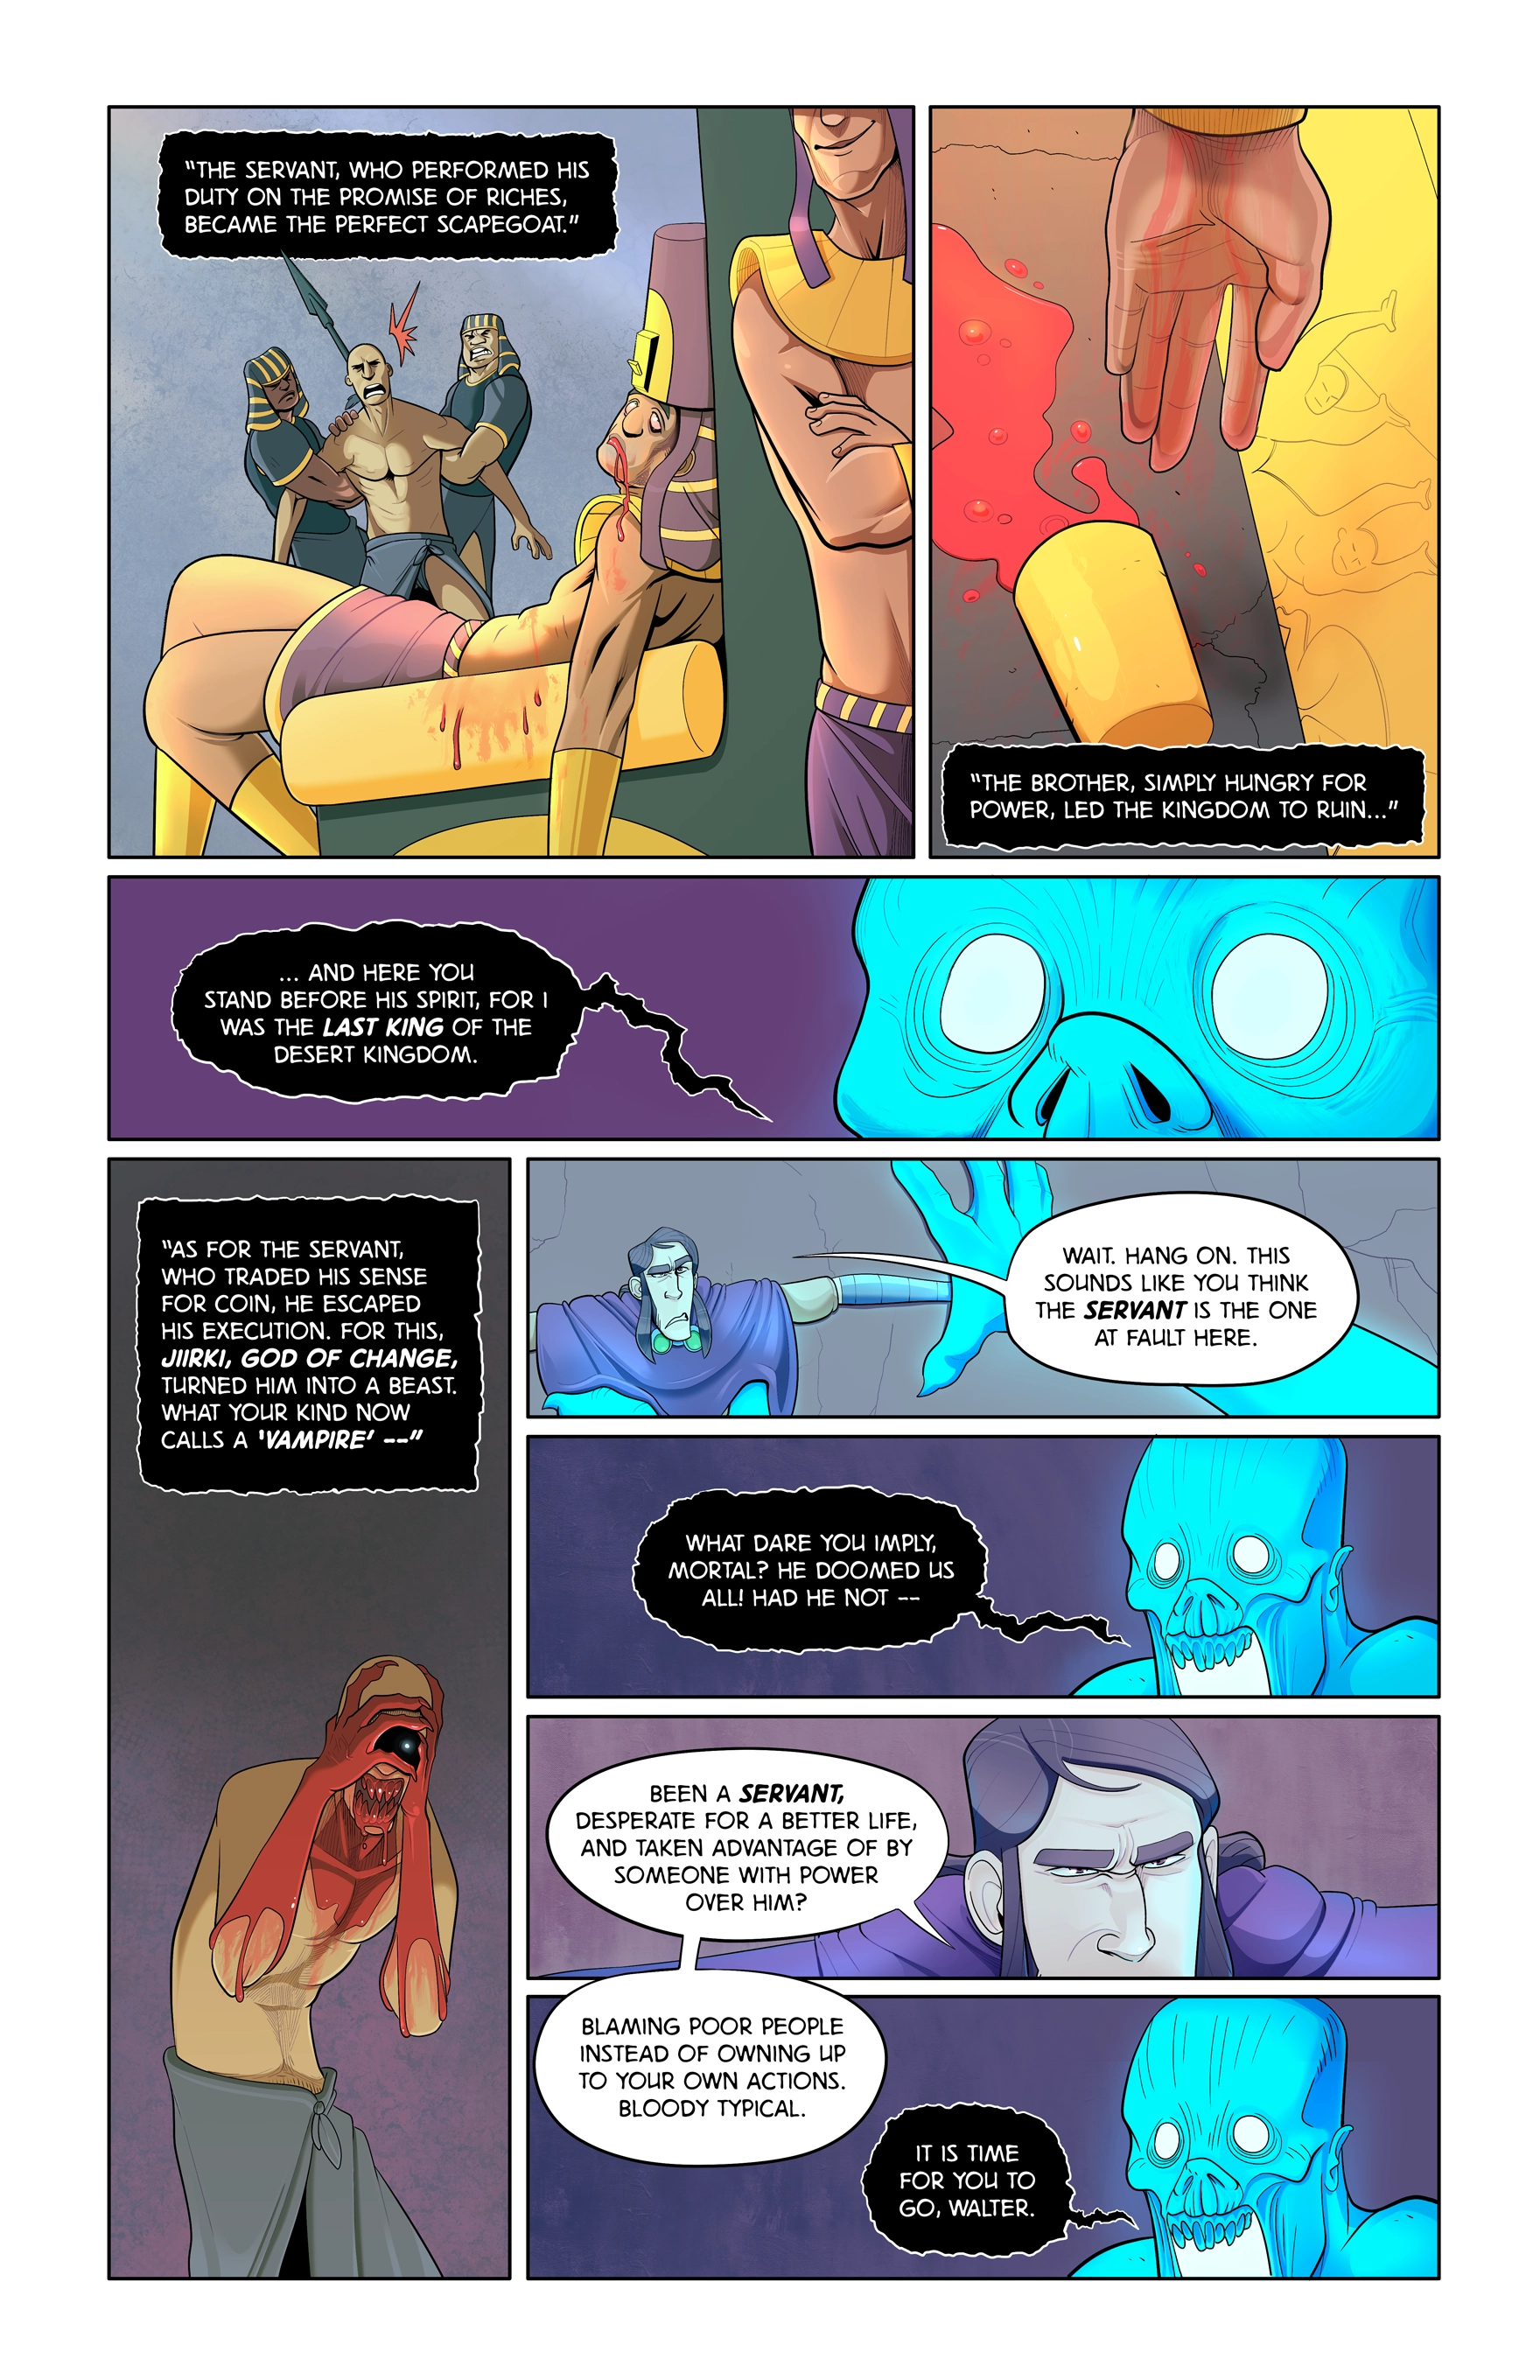 "THE SERVANT, WHO PERFORMED HIS
DUTY ON THE PROMISE OF RICHES,
BECAME THE PERFECT SCAPEGOAT."
"THE BROTHER, SIMPLY HUNGRY FOR
POWER, LED THE KINGDOM TO RUIN..."
... AND HERE YOU
STAND BEFORE HIS SPIRIT, FOR I
WAS THE LAST KING OF THE
DESERT KINGDOM.
"AS FOR THE SERVANT,
WHO TRADED HIS SENSE
FOR COIN, HE ESCAPED
HIS EXECUTION. FOR THIS,
JIIRKI, GOD OF CHANGE,
TURNED HIM INTO A BEAST.
WHAT YOUR KIND NOW
CALLS A 'VAMPIRE' --"
WAIT. HANG ON. THIS
SOUNDS LIKE YOU THINK
THE SERVANT IS THE ONE
AT FAULT HERE.
WHAT DARE YOU IMPLY,
MORTAL? HE DOOMED US
ALL! HAD HE NOT --
BEEN A SERVANT,
DESPERATE FOR A BETTER LIFE,
AND TAKEN ADVANTAGE OF BY
SOMEONE WITH POWER
OVER HIM?
BLAMING POOR PEOPLE
INSTEAD OF OWNING UP
TO YOUR OWN ACTIONS.
BLOODY TYPICAL.
IT IS TIME
FOR YOU TO
GO, WALTER.